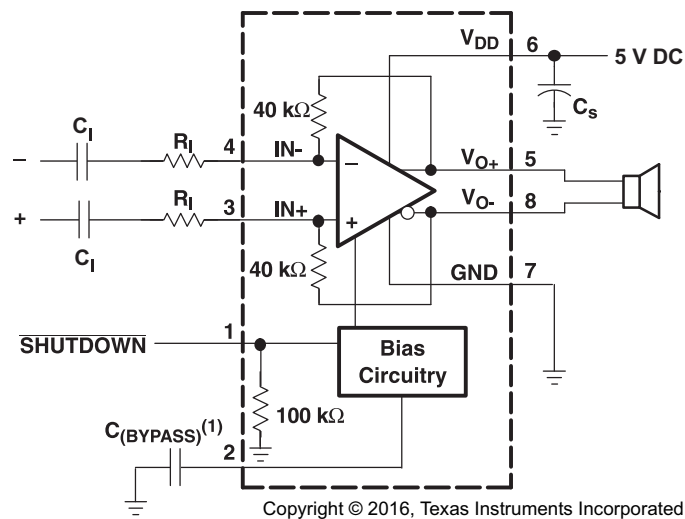 V_DD 6
5 V DC
C_S
40 kΩ
C_I
R_I
4
IN-
−
−
V_O+
5
+
C_I
R_I
3
IN+
+
V_O-
8
40 kΩ
GND
7
SHUTDOWN
1
Bias
Circuitry
100 kΩ
C_(BYPASS)^(1)
2
Copyright © 2016, Texas Instruments Incorporated